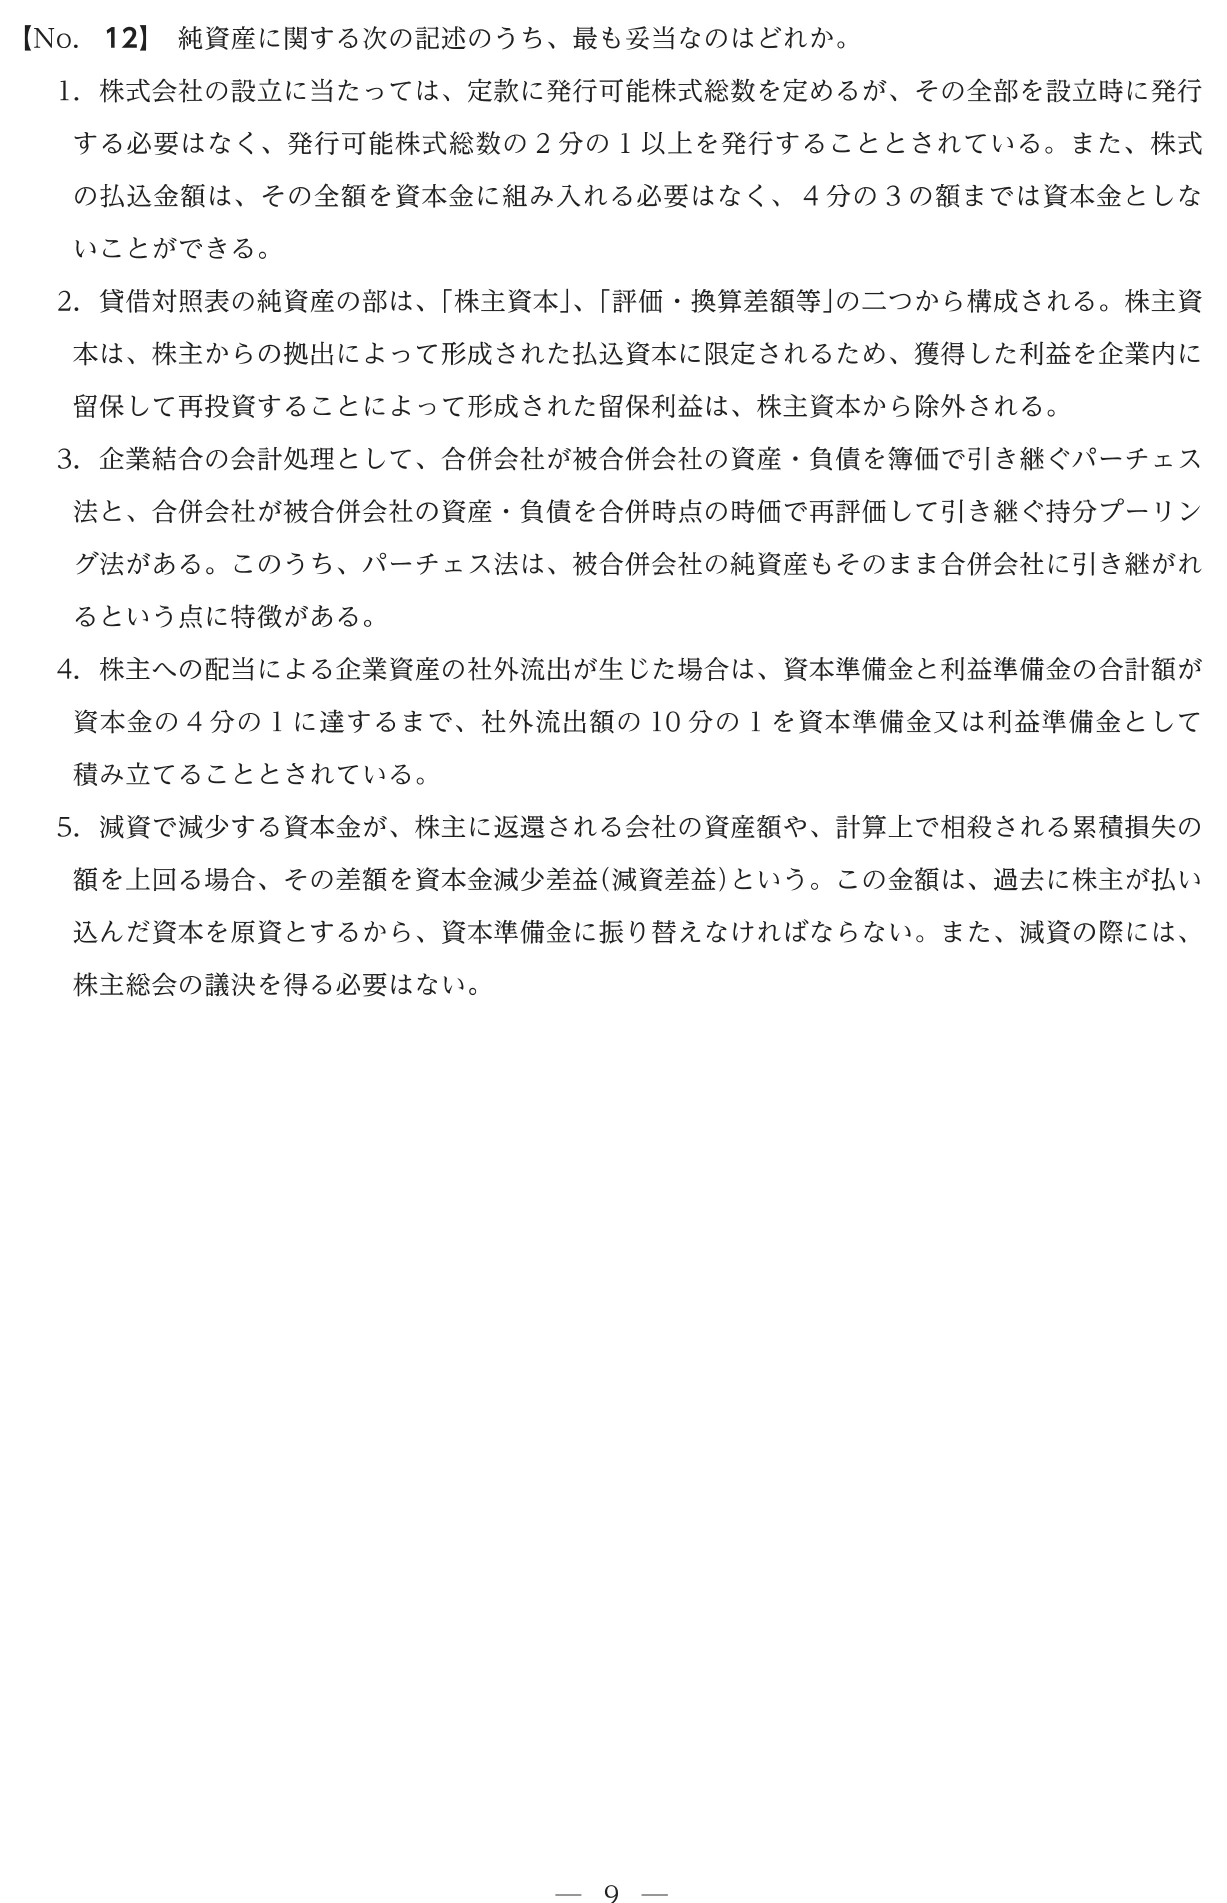 【No. 12】 純資産に関する次の記述のうち、最も妥当なのはどれか。
1. 株式会社の設立に当たっては、定款に発行可能株式総数を定めるが、その全部を設立時に発行
する必要はなく、発行可能株式総数の2分の1以上を発行することとされている。また、株式
の払込金額は、その全額を資本金に組み入れる必要はなく、4分の3の額までは資本金としな
いことができる。
2. 貸借対照表の純資産の部は、「株主資本」、「評価・換算差額等」の二つから構成される。株主資
本は、株主からの拠出によって形成された払込資本に限定されるため、獲得した利益を企業内に
留保して再投資することによって形成された留保利益は、株主資本から除外される。
3. 企業結合の会計処理として、合併会社が被合併会社の資産・負債を簿価で引き継ぐパーチェス
法と、合併会社が被合併会社の資産・負債を合併時点の時価で再評価して引き継ぐ持分プーリン
グ法がある。このうち、パーチェス法は、被合併会社の純資産もそのまま合併会社に引き継がれ
るという点に特徴がある。
4. 株主への配当による企業資産の社外流出が生じた場合は、資本準備金と利益準備金の合計額が
資本金の4分の1に達するまで、社外流出額の10分の1を資本準備金又は利益準備金として
積み立てることとされている。
5. 減資で減少する資本金が、株主に返還される会社の資産額や、計算上で相殺される累積損失の
額を上回る場合、その差額を資本金減少差益(減資差益)という。この金額は、過去に株主が払い
込んだ資本を原資とするから、資本準備金に振り替えなければならない。また、減資の際には、
株主総会の議決を得る必要はない。
― 9 ―